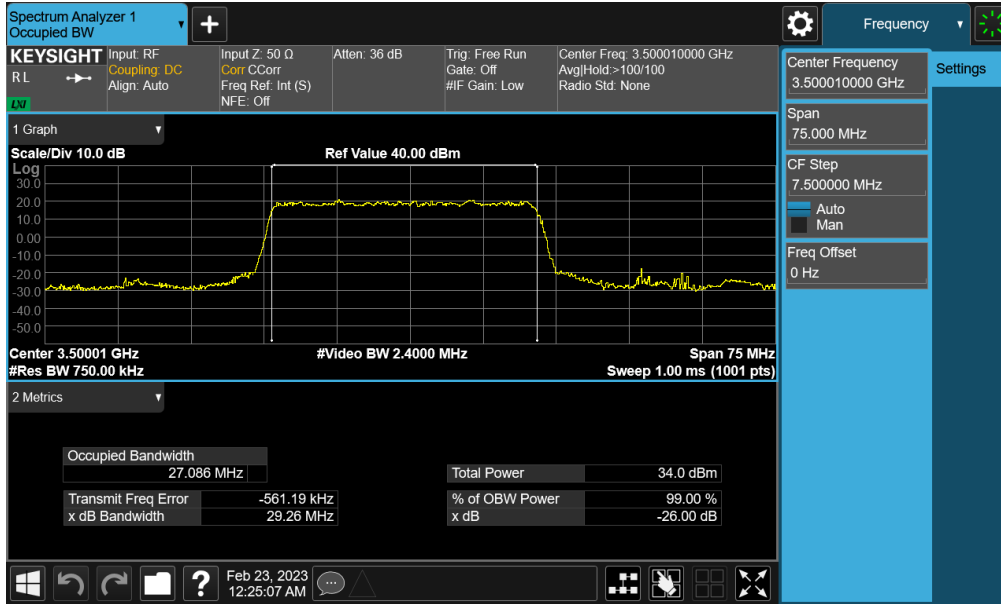 Spectrum Analyzer 1
Occupied BW
Frequency
KEYSIGHT
R L
LXI
Input: RF
Coupling: DC
Align: Auto
Input Z: 50 Ω
Corr CCorr
Freq Ref: Int (S)
NFE: Off
Atten: 36 dB
Trig: Free Run
Gate: Off
#IF Gain: Low
Center Freq: 3.500010000 GHz
Avg|Hold:>100/100
Radio Std: None
Center Frequency
3.500010000 GHz
Settings
Span
75.000 MHz
CF Step
7.500000 MHz
Auto
Man
Freq Offset
0 Hz
1 Graph
Scale/Div 10.0 dB
Ref Value 40.00 dBm
Log
30.0
20.0
10.0
0.00
-10.0
-20.0
-30.0
-40.0
-50.0
Center 3.50001 GHz
#Video BW 2.4000 MHz
Span 75 MHz
#Res BW 750.00 kHz
Sweep 1.00 ms (1001 pts)
2 Metrics
Occupied Bandwidth
27.086 MHz
Total Power 34.0 dBm
Transmit Freq Error -561.19 kHz
% of OBW Power 99.00 %
x dB Bandwidth 29.26 MHz
x dB -26.00 dB
?
Feb 23, 2023
12:25:07 AM